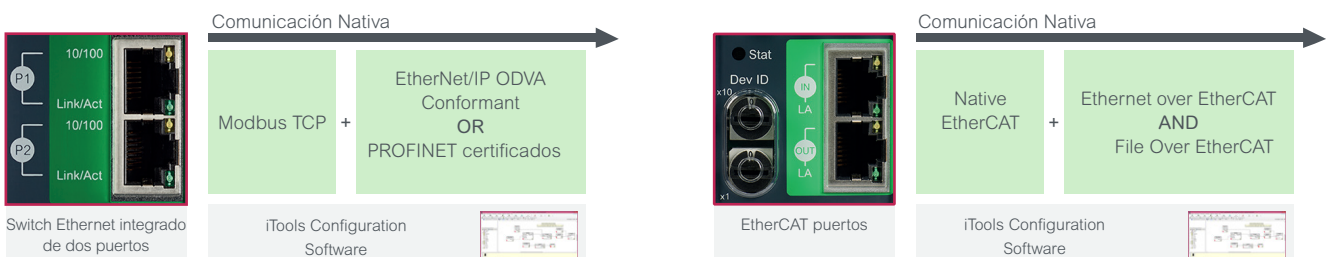 Comunicación Nativa
10/100
P1
Link/Act
10/100
P2
Link/Act
Modbus TCP
+
EtherNet/IP ODVA
Conformant
OR
PROFINET certificados
Switch Ethernet integrado
de dos puertos
iTools Configuration
Software
Comunicación Nativa
Stat
Dev ID
x10
x1
IN
LA
OUT
LA
Native
EtherCAT
+
Ethernet over EtherCAT
AND
File Over EtherCAT
EtherCAT puertos
iTools Configuration
Software